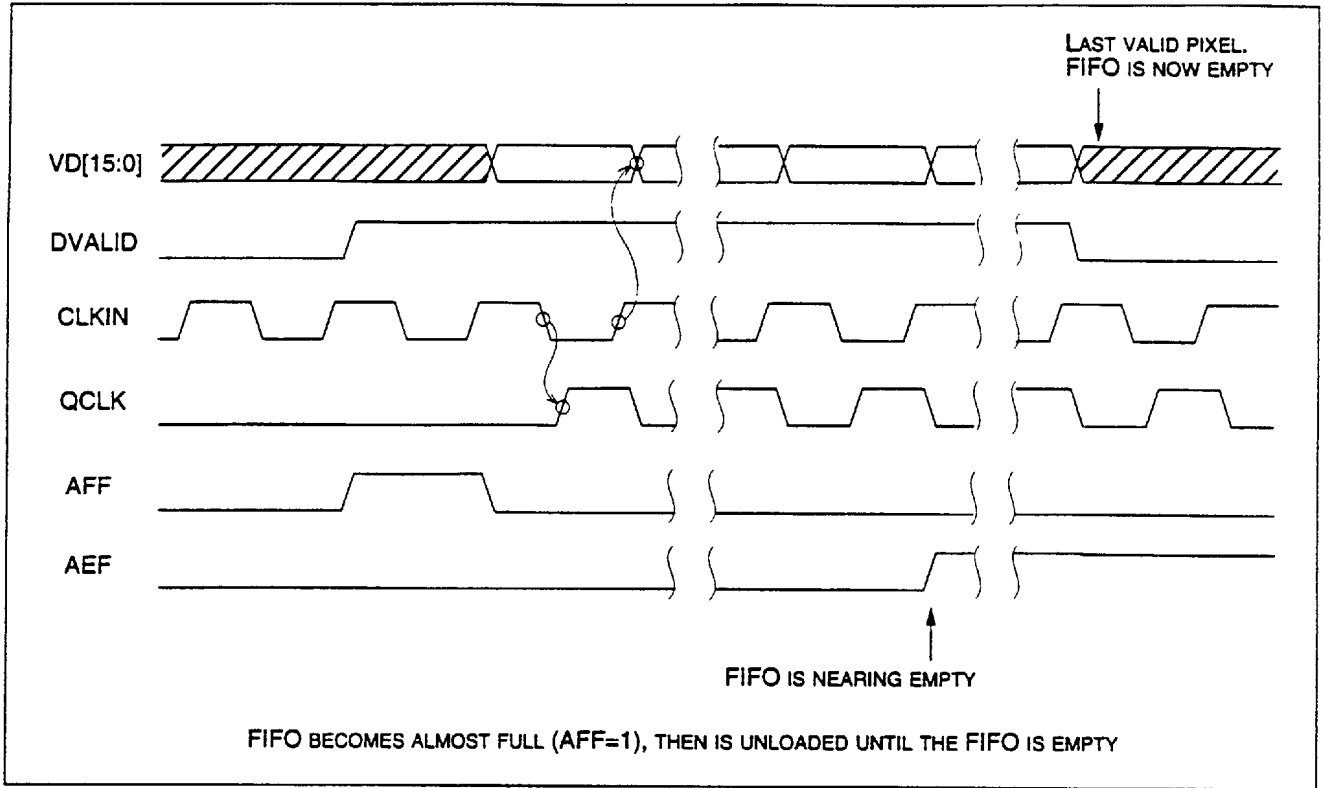 LAST VALID PIXEL.
FIFO IS NOW EMPTY
VD[15:0]
DVALID
CLKIN
QCLK
AFF
AEF
FIFO IS NEARING EMPTY
FIFO BECOMES ALMOST FULL (AFF=1), THEN IS UNLOADED UNTIL THE FIFO IS EMPTY